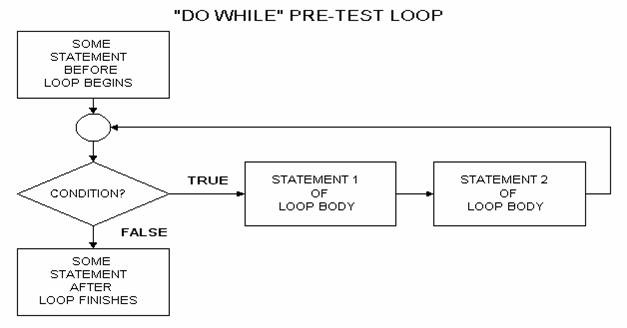 "DO WHILE" PRE-TEST LOOP
SOME
STATEMENT
BEFORE
LOOP BEGINS
CONDITION?
TRUE
STATEMENT 1
OF
LOOP BODY
STATEMENT 2
OF
LOOP BODY
FALSE
SOME
STATEMENT
AFTER
LOOP FINISHES